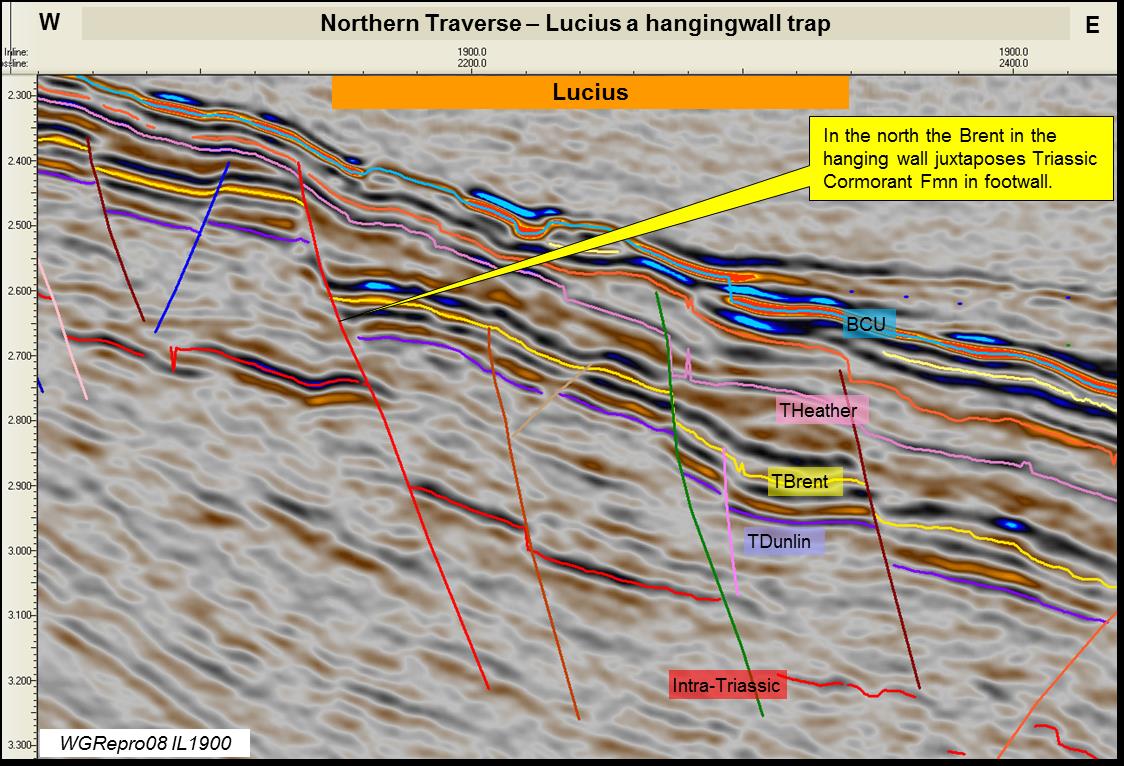 W
Northern Traverse – Lucius a hangingwall trap
E
Inline:
1900.0
1900.0
2200.0
2400.0
Lucius
In the north the Brent in the
hanging wall juxtaposes Triassic
Cormorant Fmn in footwall.
2.300
2.400
2.500
2.600
2.700
2.800
2.900
3.000
3.100
3.200
3.300
BCU
THeather
TBrent
TDunlin
Intra-Triassic
WGRepro08 IL1900